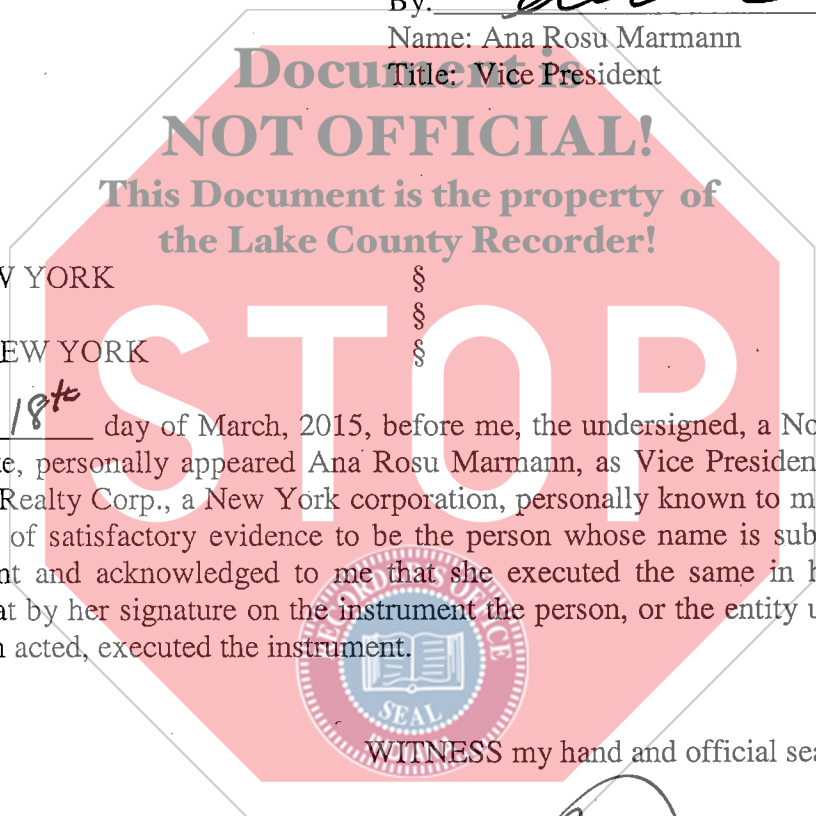 By.
Name: Ana Rosu Marmann
Document is
Title: Vice President
NOT OFFICIAL!
This Document is the property of
the Lake County Recorder!
W YORK §
§
EW YORK §
STOP
18th day of March, 2015, before me, the undersigned, a No
e, personally appeared Ana Rosu Marmann, as Vice Presiden
Realty Corp., a New York corporation, personally known to m
of satisfactory evidence to be the person whose name is sub
nt and acknowledged to me that she executed the same in h
at by her signature on the instrument the person, or the entity u
n acted, executed the instrument.
RECORDER'S OFFICE
SEAL
WITNESS my hand and official sea